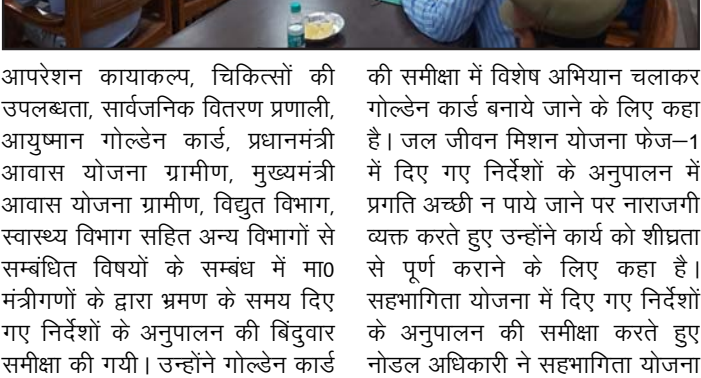 आपरेशन कायाकल्प, चिकित्सों की
उपलब्धता, सार्वजनिक वितरण प्रणाली,
आयुष्मान गोल्डेन कार्ड, प्रधानमंत्री
आवास योजना ग्रामीण, मुख्यमंत्री
आवास योजना ग्रामीण, विद्युत विभाग,
स्वास्थ्य विभाग सहित अन्य विभागों से
सम्बंधित विषयों के सम्बंध में मा0
मंत्रीगणों के द्वारा भ्रमण के समय दिए
गए निर्देशों के अनुपालन की बिंदुवार
समीक्षा की गयी। उन्होंने गोल्डेन कार्ड
की समीक्षा में विशेष अभियान चलाकर
गोल्डेन कार्ड बनाये जाने के लिए कहा
है। जल जीवन मिशन योजना फेज–1
में दिए गए निर्देशों के अनुपालन में
प्रगति अच्छी न पाये जाने पर नाराजगी
व्यक्त करते हुए उन्होंने कार्य को शीघ्रता
से पूर्ण कराने के लिए कहा है।
सहभागिता योजना में दिए गए निर्देशों
के अनुपालन की समीक्षा करते हुए
नोडल अधिकारी ने सहभागिता योजना